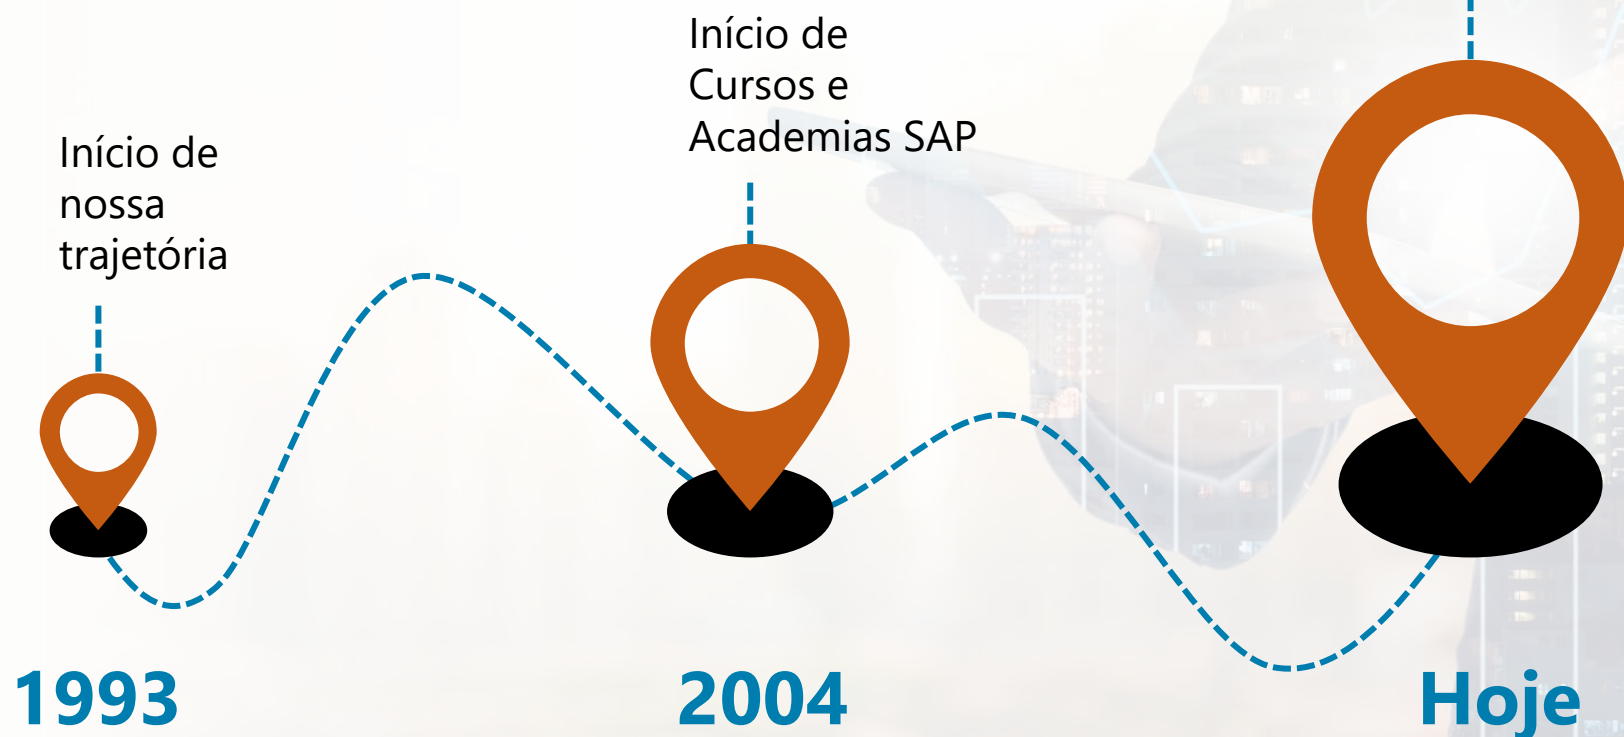 Início de
nossa
trajetória
Início de
Cursos e
Academias SAP
1993
2004
Hoje